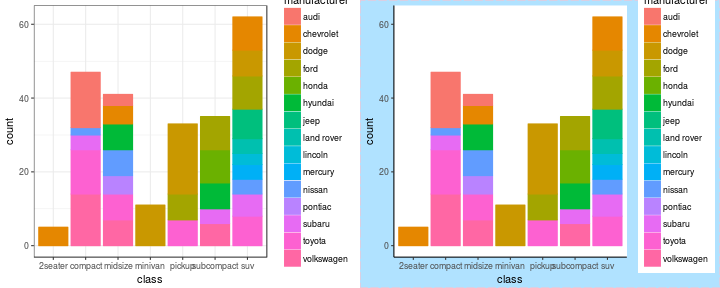 manufacturer
audi
chevrolet
dodge
ford
honda
hyundai
jeep
land rover
lincoln
mercury
nissan
pontiac
subaru
toyota
volkswagen
60
40
20
0
count
2seater compact midsize minivan pickup subcompact suv
class
manufacturer
audi
chevrolet
dodge
ford
honda
hyundai
jeep
land rover
lincoln
mercury
nissan
pontiac
subaru
toyota
volkswagen
60
40
20
0
count
2seater compact midsize minivan pickup subcompact suv
class